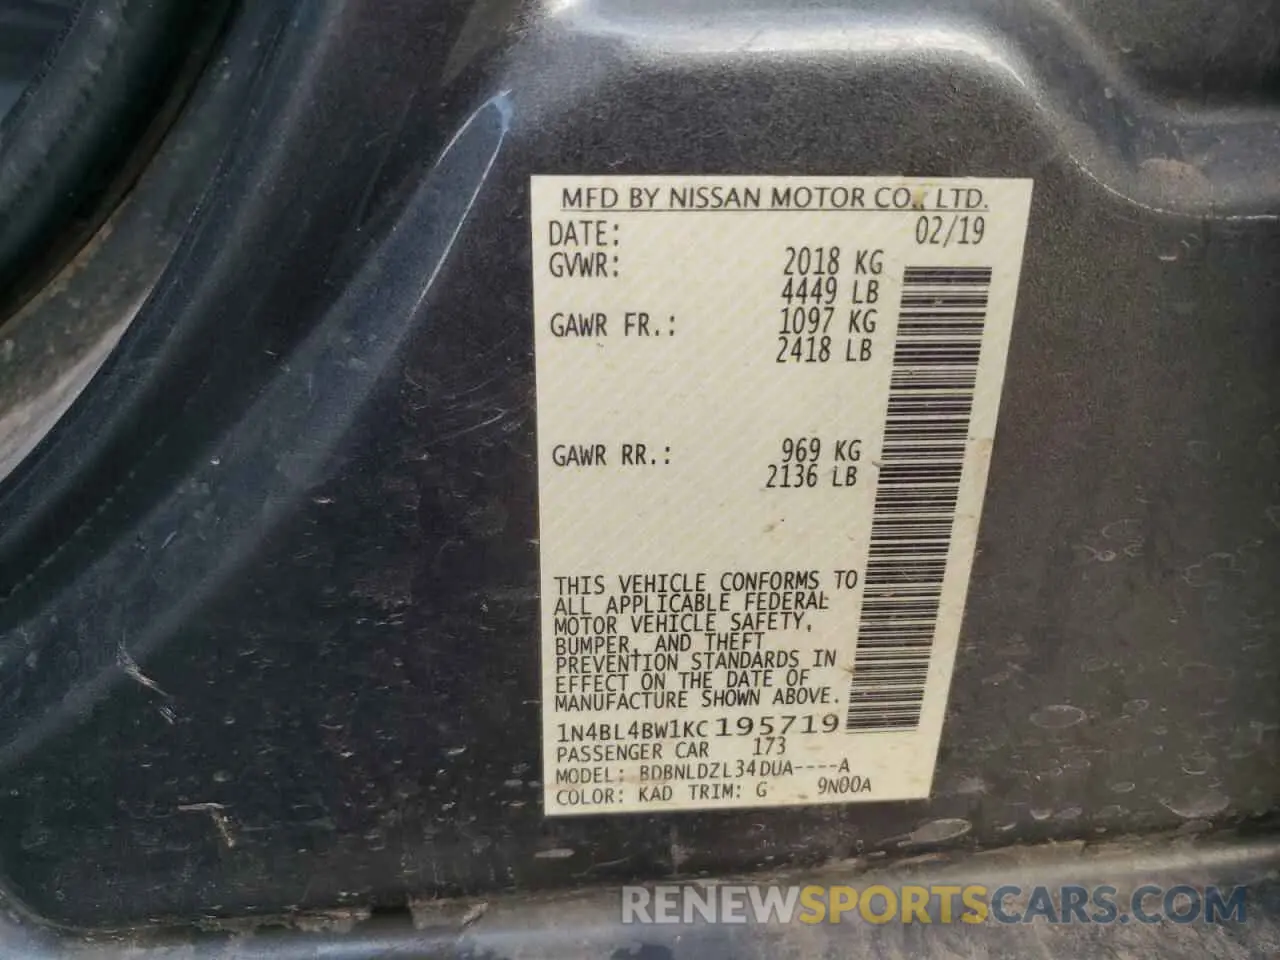 MFD BY NISSAN MOTOR CO., LTD.
DATE: 02/19
GVWR: 2018 KG
4449 LB
GAWR FR.: 1097 KG
2418 LB
GAWR RR.: 969 KG
2136 LB
THIS VEHICLE CONFORMS TO
ALL APPLICABLE FEDERAL
MOTOR VEHICLE SAFETY,
BUMPER, AND THEFT
PREVENTION STANDARDS IN
EFFECT ON THE DATE OF
MANUFACTURE SHOWN ABOVE.
1N4BL4BW1KC195719
PASSENGER CAR 173
MODEL: BDBNLDZL34DUA----A
COLOR: KAD TRIM: G 9N00A
RENEWSPORTSCARS.COM